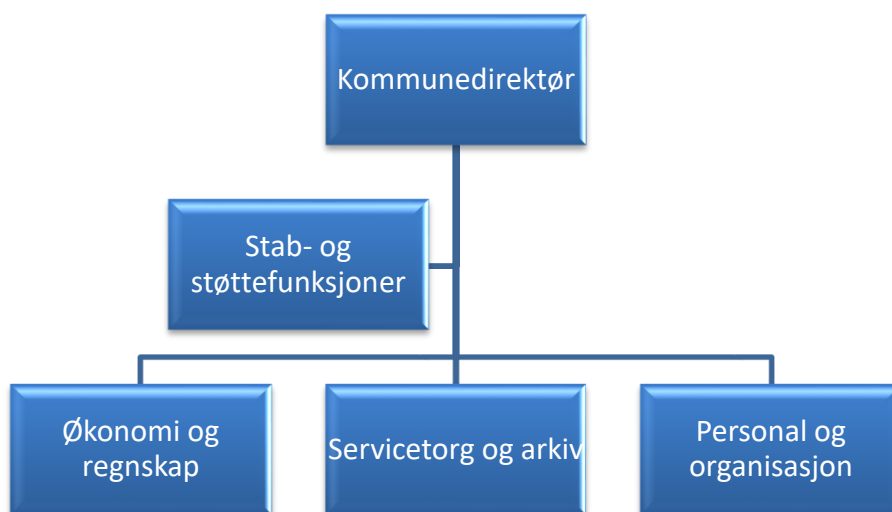 Kommunedirektør
Stab- og
støttefunksjoner
Økonomi og
regnskap
Servicetorg og arkiv
Personal og
organisasjon